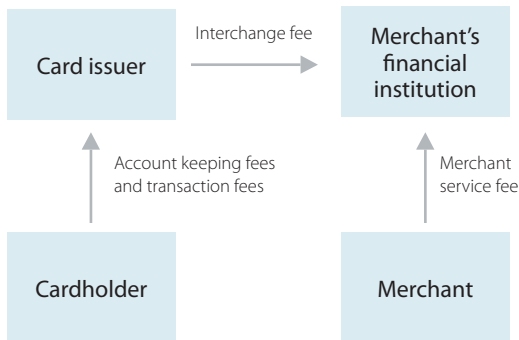 Interchange fee
Card issuer
Merchant’s
financial
institution
Account keeping fees
and transaction fees
Merchant
service fee
Cardholder
Merchant